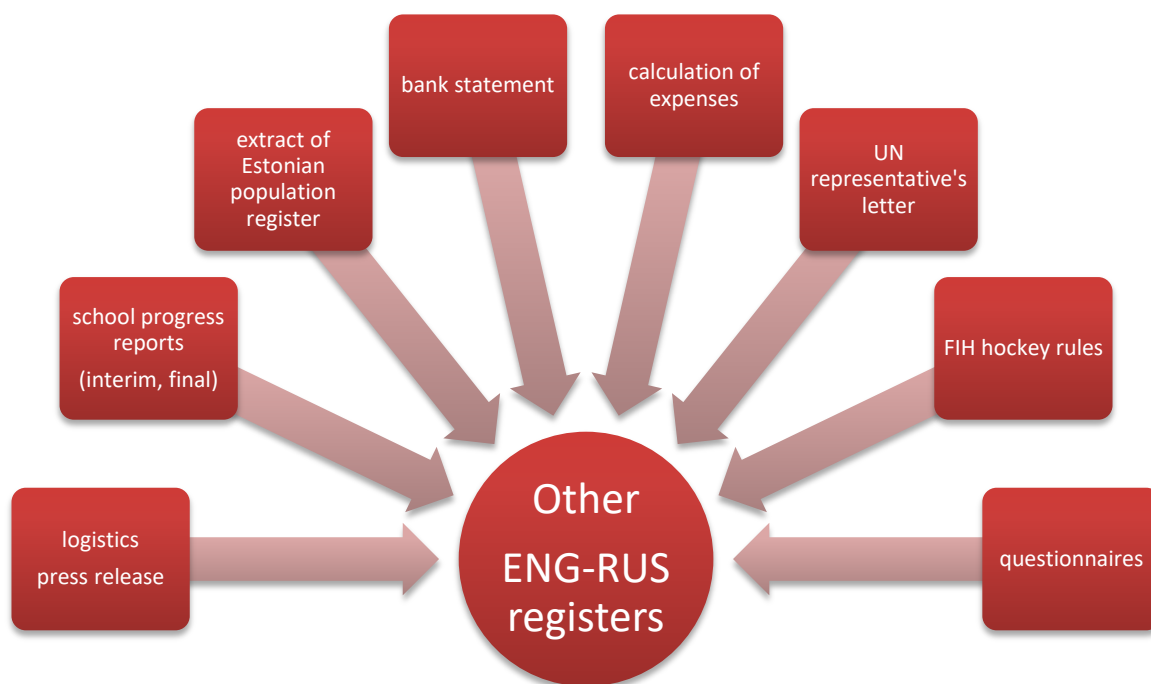 logistics
press release
school progress
reports
(interim, final)
extract of
Estonian
population
register
bank statement
calculation of
expenses
UN
representative's
letter
FIH hockey rules
questionnaires
Other
ENG-RUS
registers